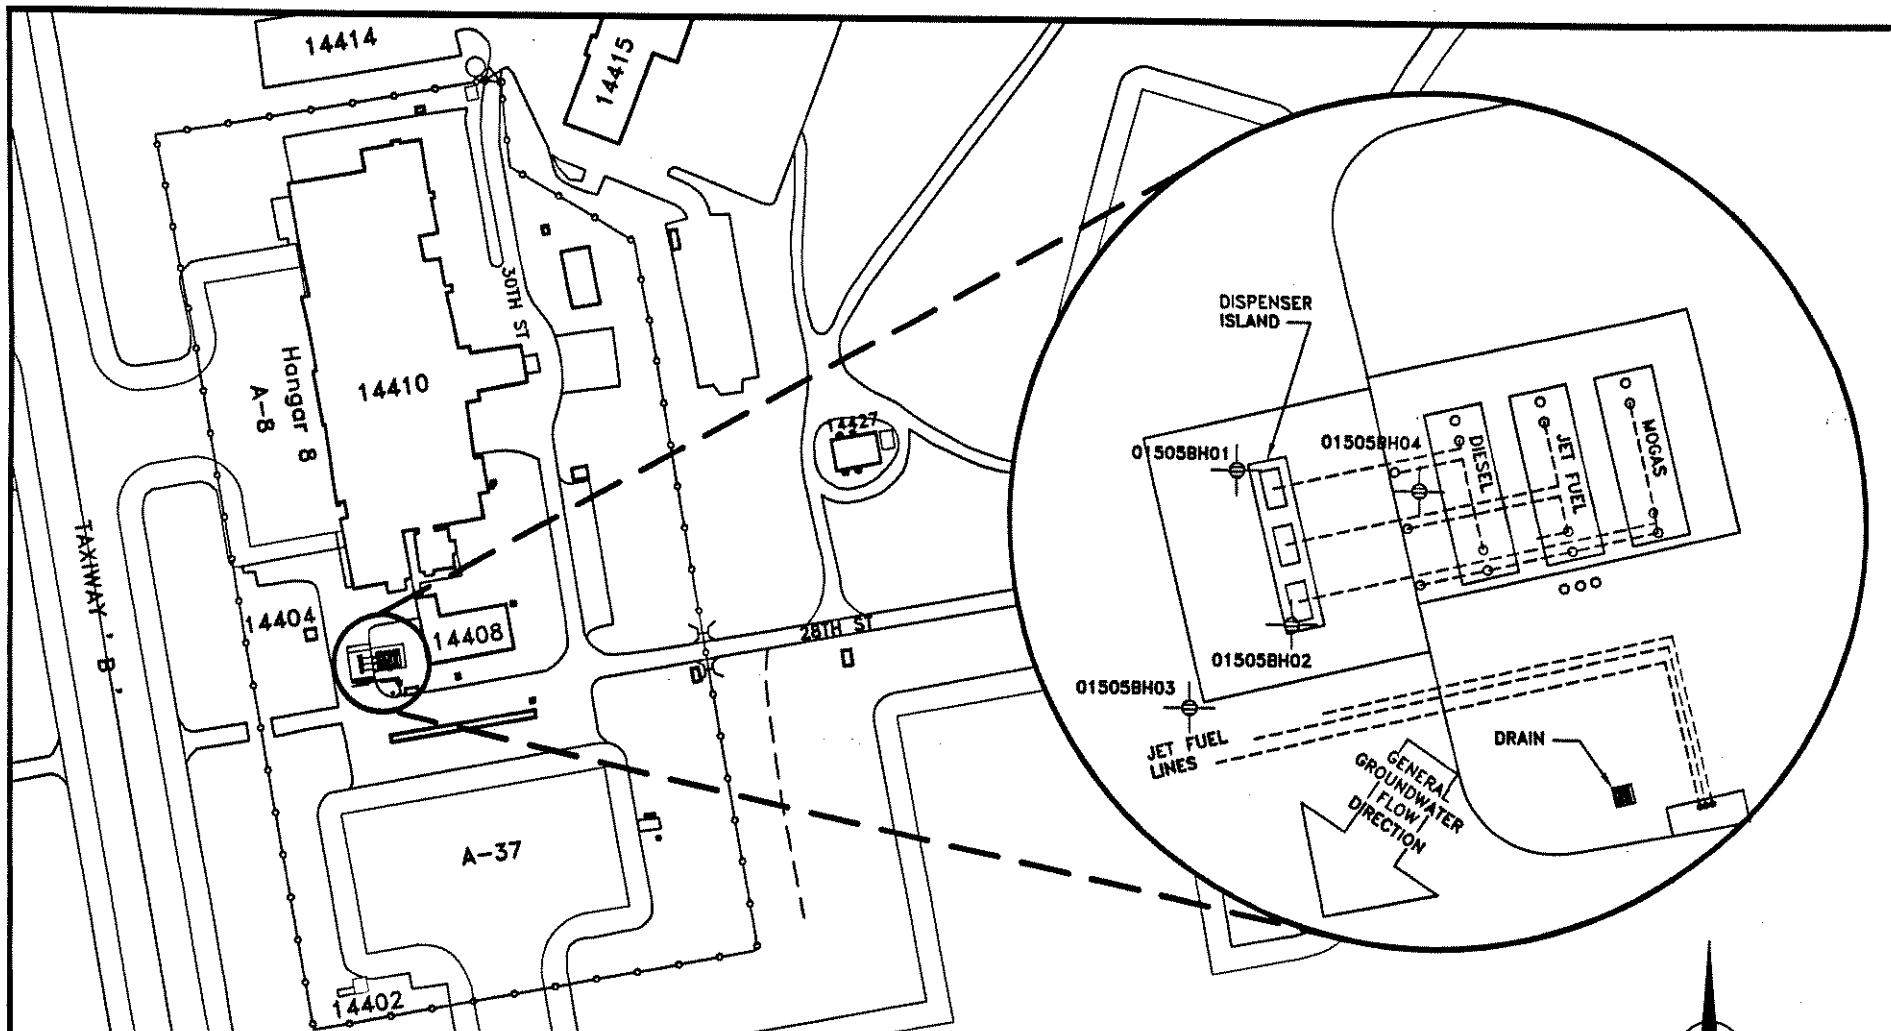 14414
14415
30TH ST
Hangar 8
A-8
14410
14427
TAXIWAY 'B'
14404
14408
28TH ST
A-37
14402
DISPENSER
ISLAND
01505BH01
01505BH04
DIESEL
JET FUEL
MOGAS
01505BH02
01505BH03
JET FUEL
LINES
GENERAL
GROUNDWATER
FLOW
DIRECTION
DRAIN